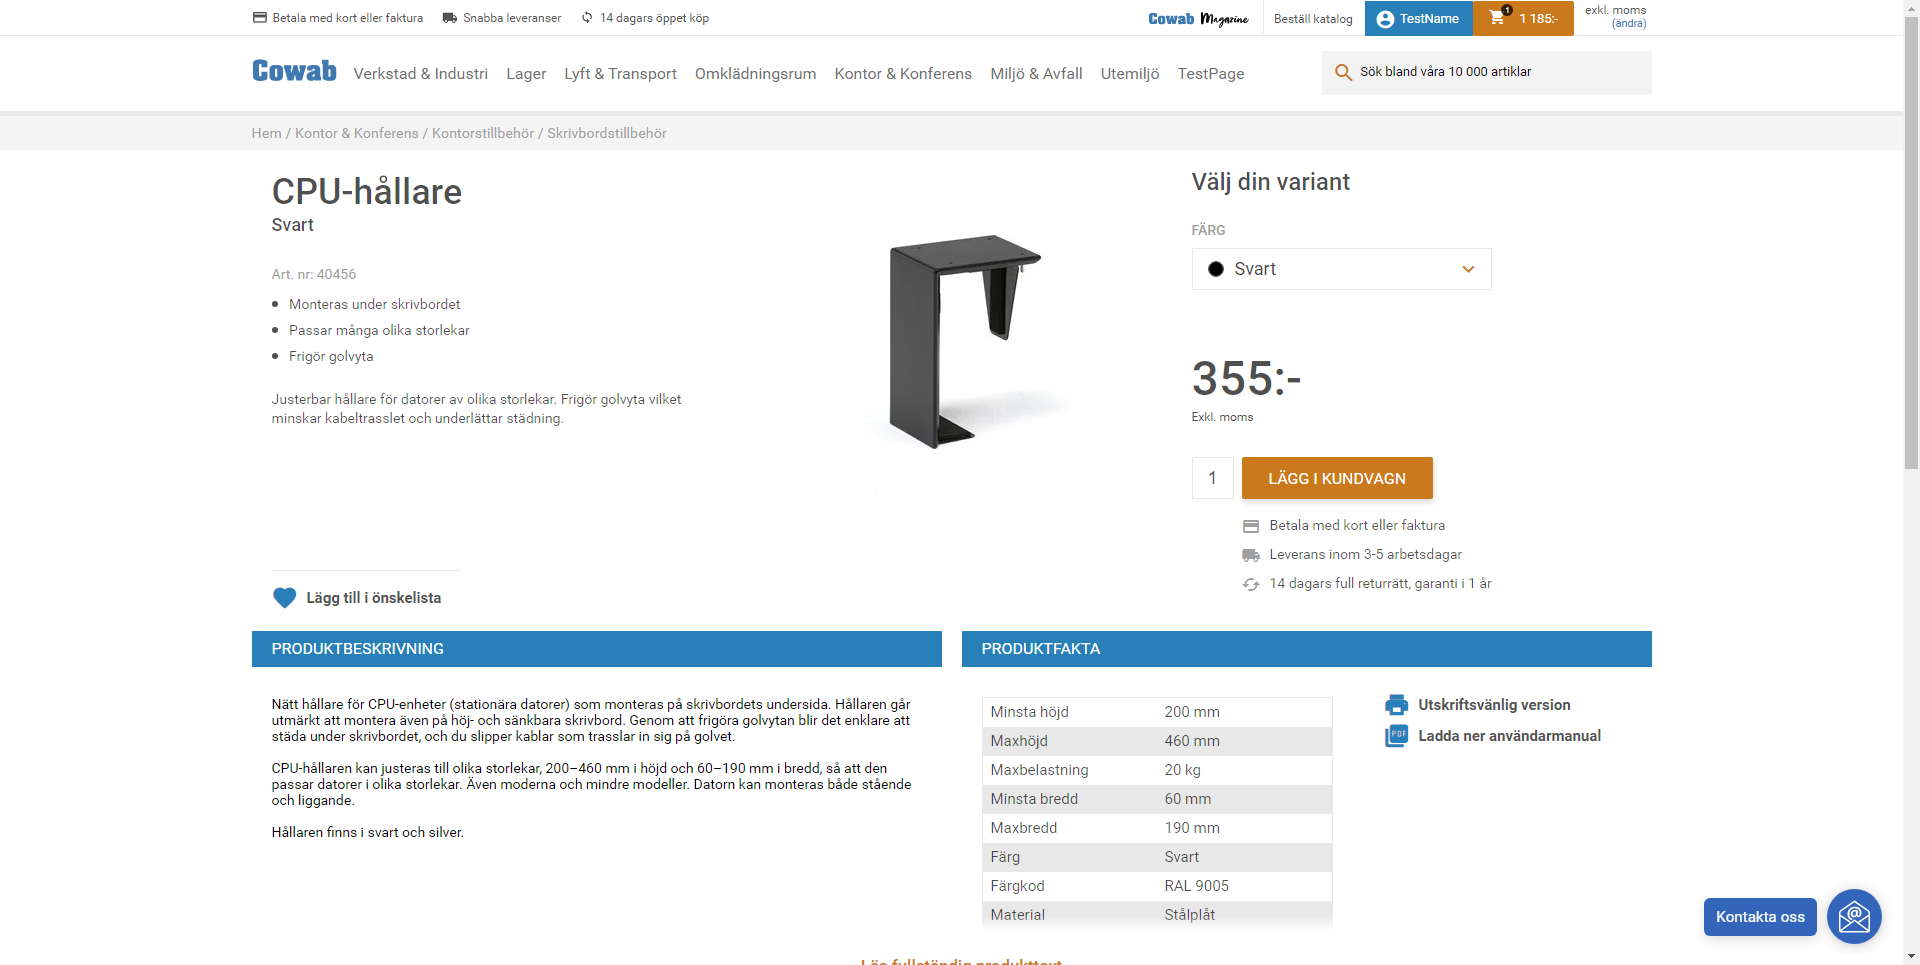 Betala med kort eller faktura
Snabba leveranser
14 dagars öppet köp
Cowab Magazine
Beställ katalog
TestName
1
1 185:-
exkl. moms
(ändra)
Cowab
Verkstad & Industri
Lager
Lyft & Transport
Omklädningsrum
Kontor & Konferens
Miljö & Avfall
Utemiljö
TestPage
Sök bland våra 10 000 artiklar
Hem / Kontor & Konferens / Kontorstillbehör / Skrivbordstillbehör
CPU-hållare
Svart
Art. nr: 40456
Monteras under skrivbordet
Passar många olika storlekar
Frigör golvyta
Justerbar hållare för datorer av olika storlekar. Frigör golvyta vilket
minskar kabeltrasslet och underlättar städning.
Lägg till i önskelista
Välj din variant
FÄRG
Svart
355:-
Exkl. moms
1
LÄGG I KUNDVAGN
Betala med kort eller faktura
Leverans inom 3-5 arbetsdagar
14 dagars full returrätt, garanti i 1 år
PRODUKTBESKRIVNING
Nätt hållare för CPU-enheter (stationära datorer) som monteras på skrivbordets undersida. Hållaren går
utmärkt att montera även på höj- och sänkbara skrivbord. Genom att frigöra golvytan blir det enklare att
städa under skrivbordet, och du slipper kablar som trasslar in sig på golvet.
CPU-hållaren kan justeras till olika storlekar, 200–460 mm i höjd och 60–190 mm i bredd, så att den
passar datorer i olika storlekar. Även moderna och mindre modeller. Datorn kan monteras både stående
och liggande.
Hållaren finns i svart och silver.
PRODUKTFAKTA
Minsta höjd 200 mm
Maxhöjd 460 mm
Maxbelastning 20 kg
Minsta bredd 60 mm
Maxbredd 190 mm
Färg Svart
Färgkod RAL 9005
Material Stålplåt
Utskriftsvänlig version
PDF
Ladda ner användarmanual
Kontakta oss
Läs fullständig produkttext